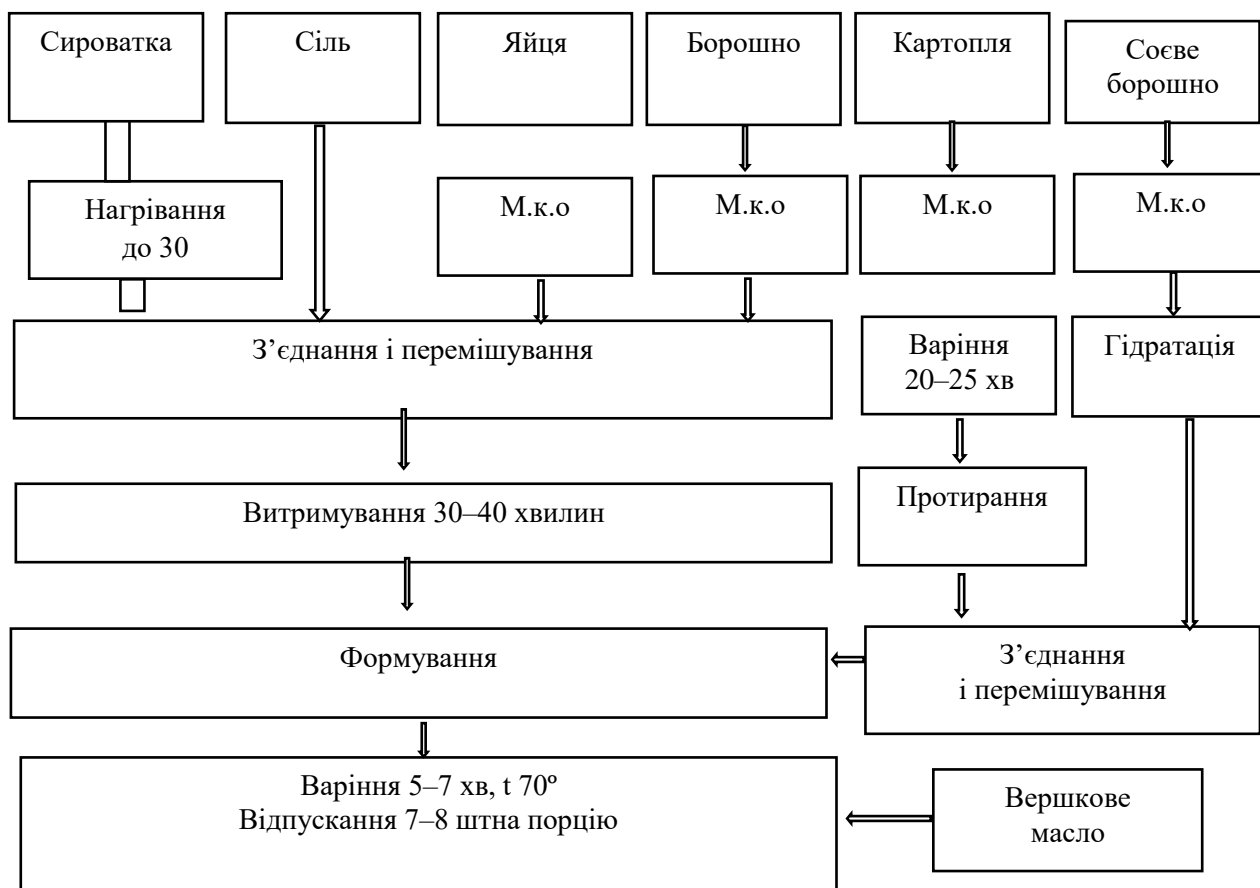 Сироватка
Сіль
Яйця
Борошно
Картопля
Соєве
борошно
Нагрівання
до 30
М.к.о
М.к.о
М.к.о
М.к.о
З’єднання і перемішування
Варіння
20–25 хв
Гідратація
Витримування 30–40 хвилин
Протирання
Формування
З’єднання
і перемішування
Варіння 5–7 хв, t 70º
Відпускання 7–8 штна порцію
Вершкове
масло